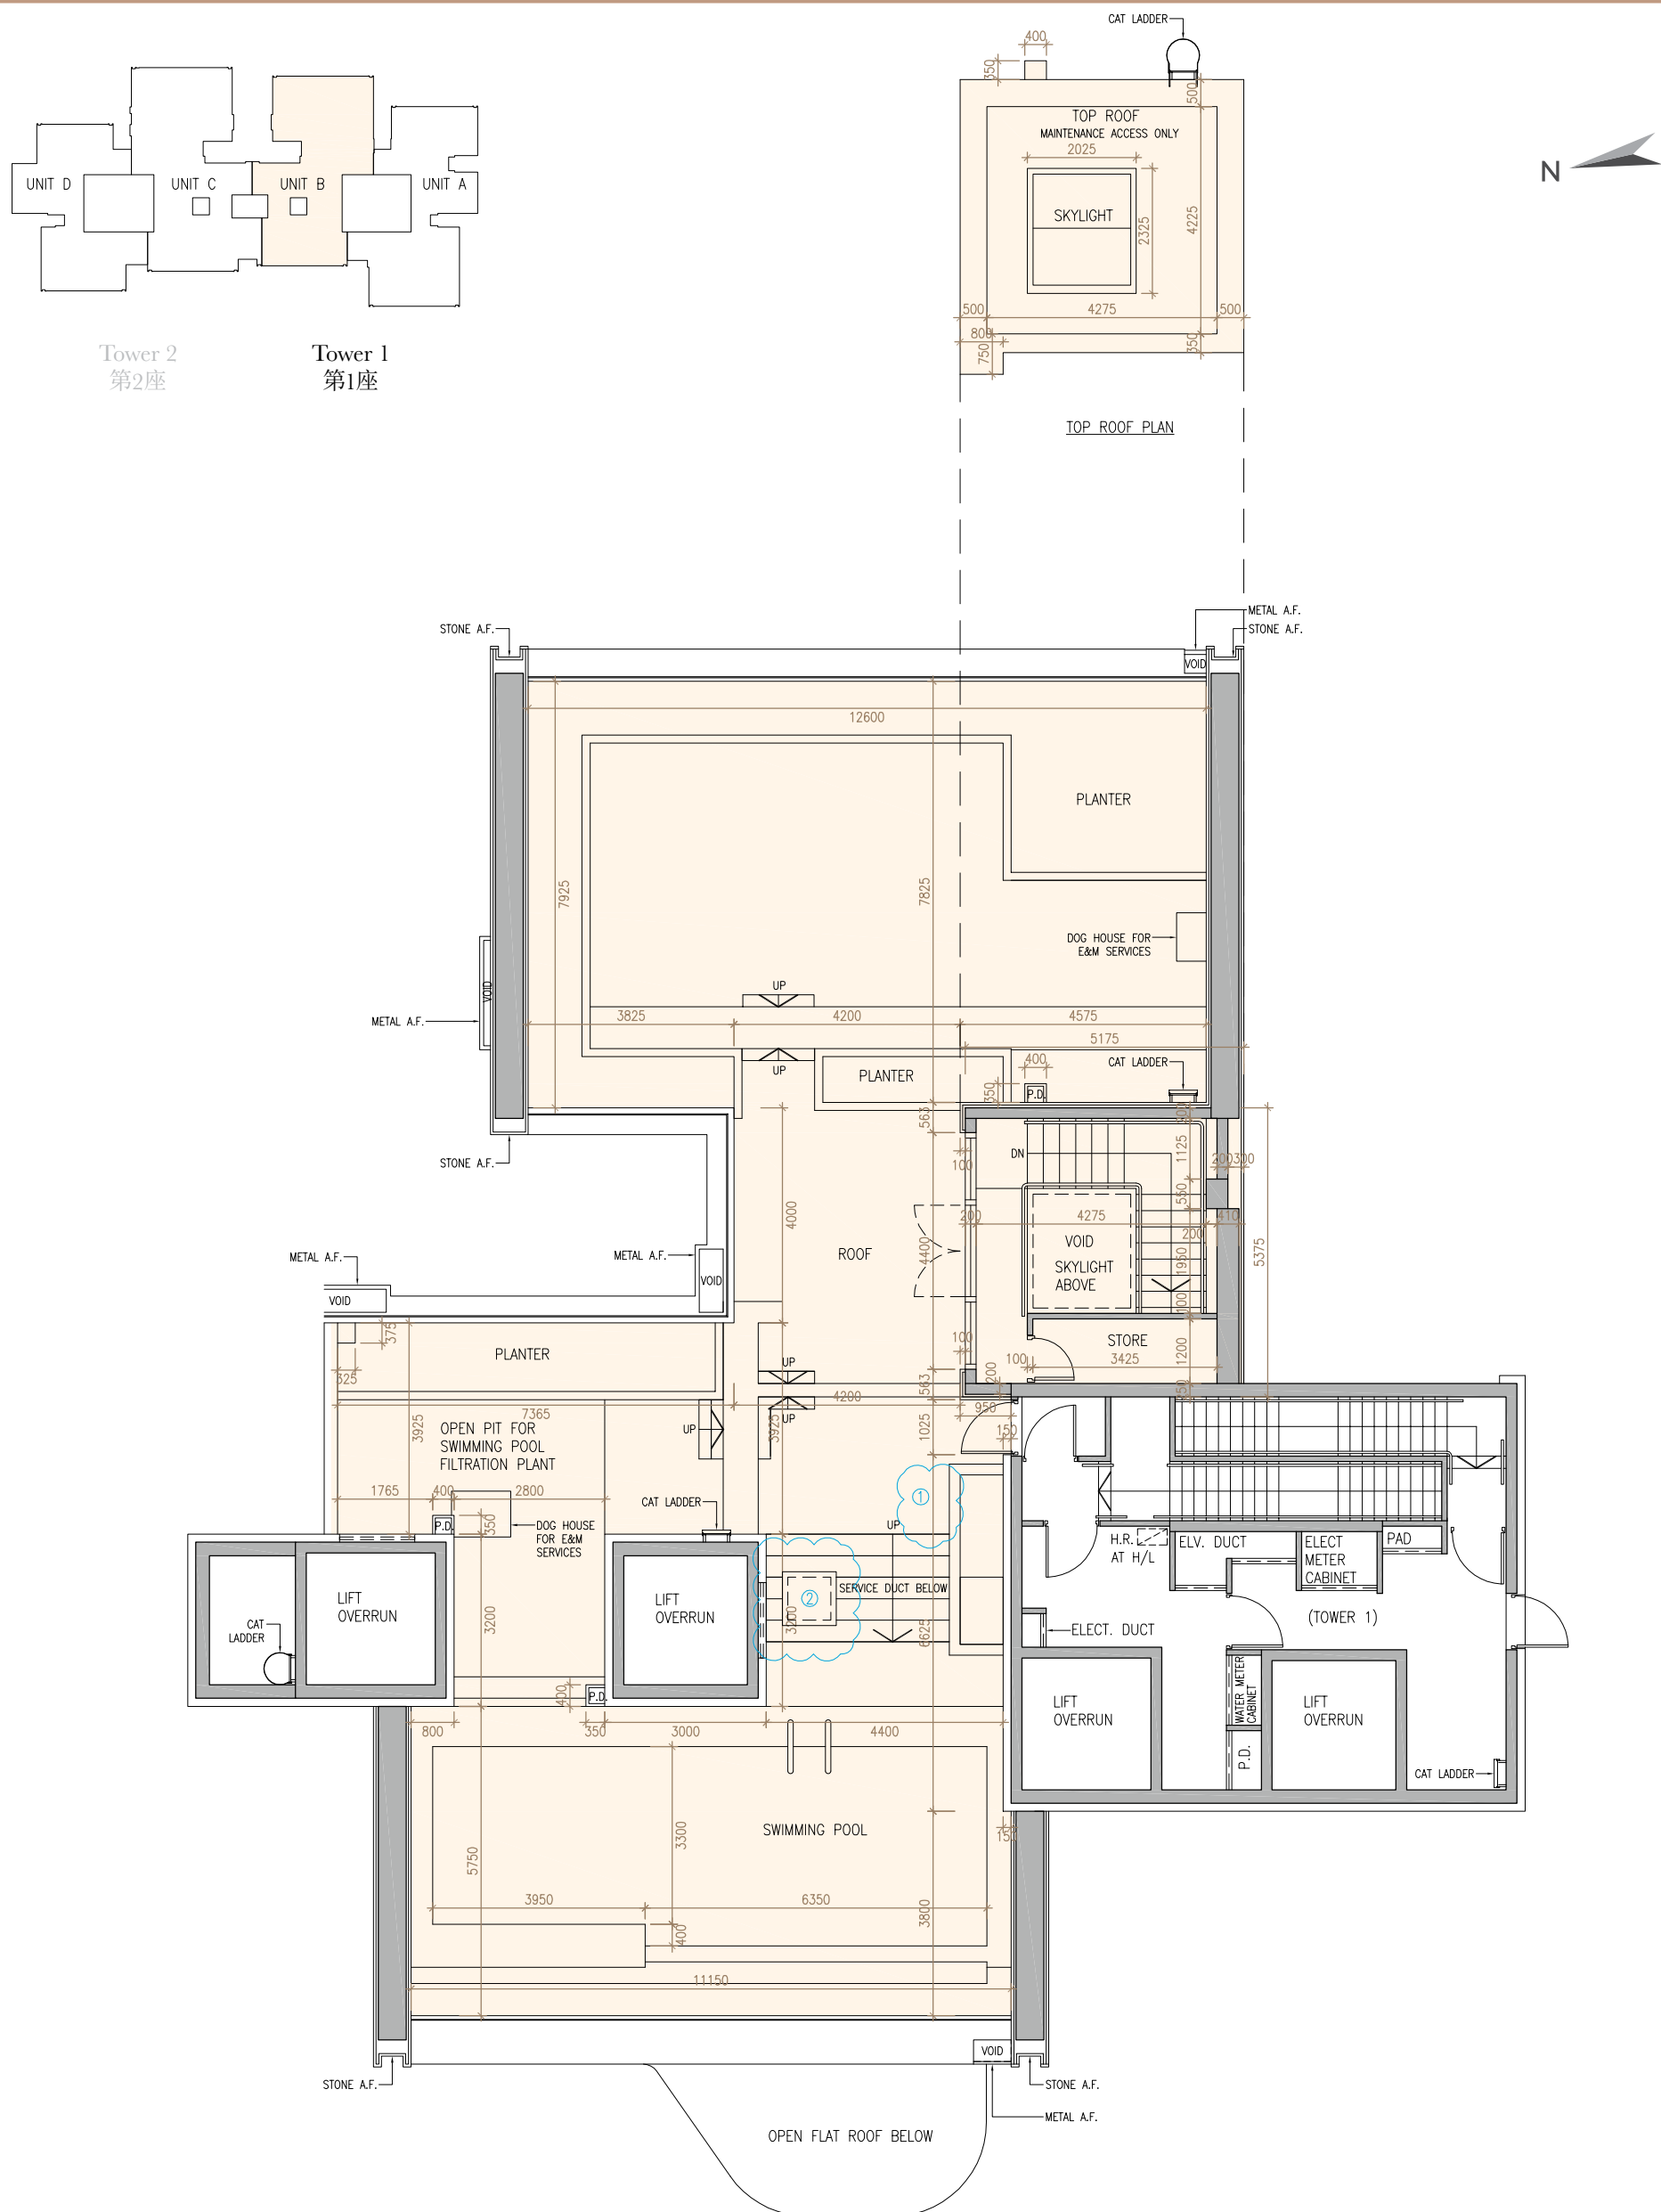 CAT LADDER
400
350
500
TOP ROOF
MAINTENANCE ACCESS ONLY
2025
N
UNIT D
UNIT C
UNIT B
UNIT A
SKYLIGHT
2325
4225
500
4275
500
800
750
350
Tower 2
第2座
Tower 1
第1座
TOP ROOF PLAN
METAL A.F.
STONE A.F.
STONE A.F.
VOID
12600
PLANTER
7925
7825
DOG HOUSE FOR
E&M SERVICES
VOID
UP
METAL A.F.
3825
4200
4575
5175
UP
400
CAT LADDER
PLANTER
350
P.D.
563
STONE A.F.
100
DN
1125
200
300
550
4000
200
4275
410
200
METAL A.F.
METAL A.F.
ROOF
4400
VOID
SKYLIGHT
ABOVE
1950
5375
VOID
VOID
100
375
100
STORE
PLANTER
UP
325
100
3425
1200
200
563
250
4200
7365
950
3925
OPEN PIT FOR
SWIMMING POOL
FILTRATION PLANT
UP
3925
UP
1025
150
1765
400
2800
1
CAT LADDER
P.D.
350
DOG HOUSE
FOR E&M
SERVICES
UP
H.R.
AT H/L
ELV. DUCT
ELECT
METER
CABINET
PAD
LIFT
OVERRUN
LIFT
OVERRUN
2
SERVICE DUCT BELOW
3200
3200
6625
CAT
LADDER
ELECT. DUCT
(TOWER 1)
WATER METER
CABINET
400
P.D.
LIFT
OVERRUN
LIFT
OVERRUN
800
350
3000
4400
P.D.
CAT LADDER
3300
SWIMMING POOL
150
5750
3950
6350
3800
400
11150
VOID
STONE A.F.
STONE A.F.
METAL A.F.
OPEN FLAT ROOF BELOW